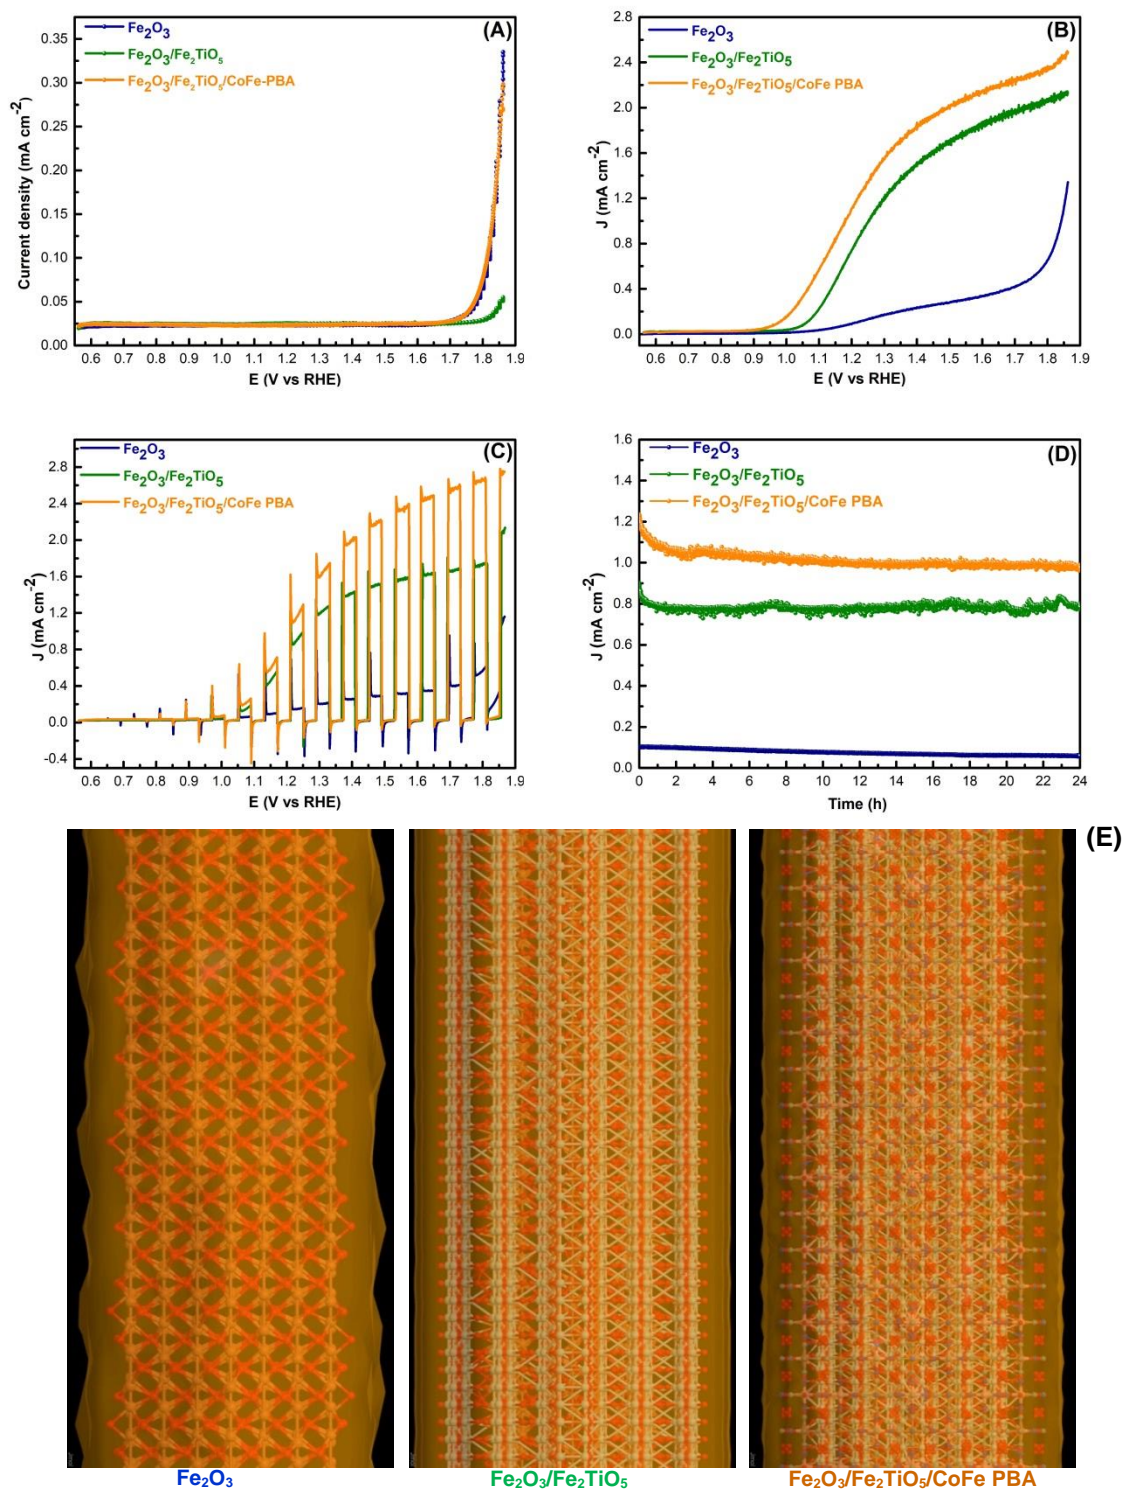 (A)
Fe₂O₃
Fe₂O₃/Fe₂TiO₅
Fe₂O₃/Fe₂TiO₅/CoFe-PBA
Current density (mA cm⁻²)
0.35
0.30
0.25
0.20
0.15
0.10
0.05
0.00
0.6 0.7 0.8 0.9 1.0 1.1 1.2 1.3 1.4 1.5 1.6 1.7 1.8 1.9
E (V vs RHE)
(B)
Fe₂O₃
Fe₂O₃/Fe₂TiO₅
Fe₂O₃/Fe₂TiO₅/CoFe PBA
J (mA cm⁻²)
2.8
2.4
2.0
1.6
1.2
0.8
0.4
0.0
0.6 0.7 0.8 0.9 1.0 1.1 1.2 1.3 1.4 1.5 1.6 1.7 1.8 1.9
E (V vs RHE)
(C)
Fe₂O₃
Fe₂O₃/Fe₂TiO₅
Fe₂O₃/Fe₂TiO₅/CoFe PBA
J (mA cm⁻²)
2.8
2.4
2.0
1.6
1.2
0.8
0.4
0.0
-0.4
0.6 0.7 0.8 0.9 1.0 1.1 1.2 1.3 1.4 1.5 1.6 1.7 1.8 1.9
E (V vs RHE)
(D)
Fe₂O₃
Fe₂O₃/Fe₂TiO₅
Fe₂O₃/Fe₂TiO₅/CoFe PBA
J (mA cm⁻²)
1.6
1.4
1.2
1.0
0.8
0.6
0.4
0.2
0.0
0 2 4 6 8 10 12 14 16 18 20 22 24
Time (h)
(E)
Fe₂O₃
Fe₂O₃/Fe₂TiO₅
Fe₂O₃/Fe₂TiO₅/CoFe PBA